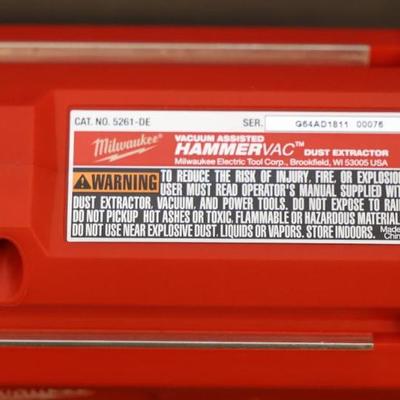 CAT. NO. 5261-DE SER. G64AD1811 00076
Milwaukee
VACUUM ASSISTED
HAMMERVAC™ DUST EXTRACTOR
Milwaukee Electric Tool Corp., Brookfield, WI 53005 USA
WARNING TO REDUCE THE RISK OF INJURY, FIRE, OR EXPLOSIO
USER MUST READ OPERATOR'S MANUAL SUPPLIED WIT
DUST EXTRACTOR, VACUUM, AND POWER TOOLS. DO NOT EXPOSE TO RAI
DO NOT PICKUP HOT ASHES OR TOXIC, FLAMMABLE OR HAZARDOUS MATERIAL
DO NOT USE NEAR EXPLOSIVE DUST, LIQUIDS OR VAPORS. STORE INDOORS. Made
Chin